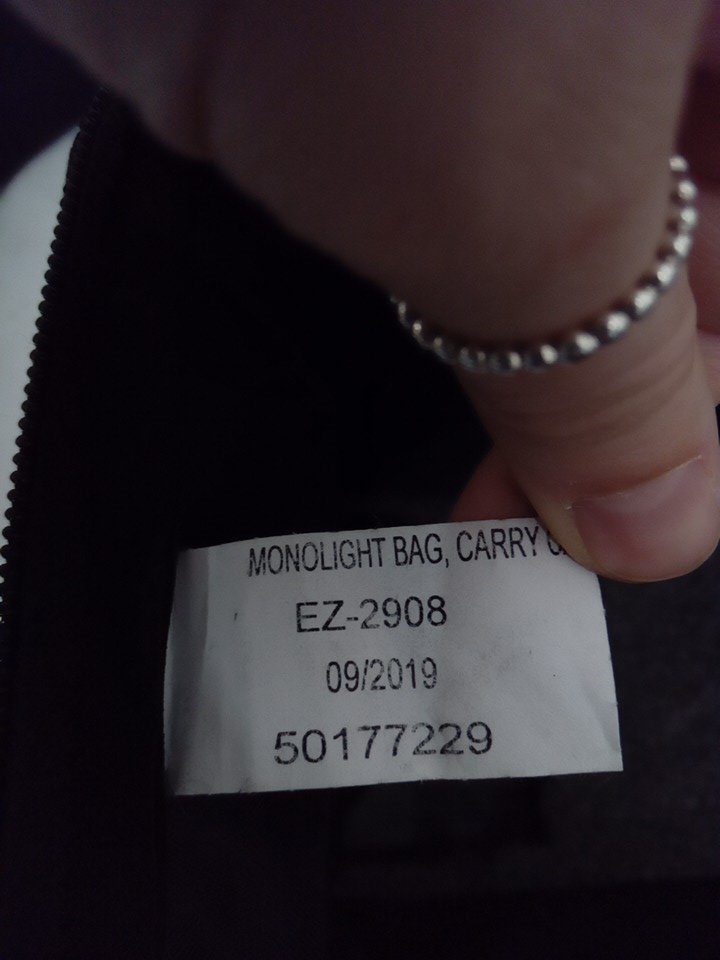 MONOLIGHT BAG, CARRY
EZ-2908
09/2019
50177229